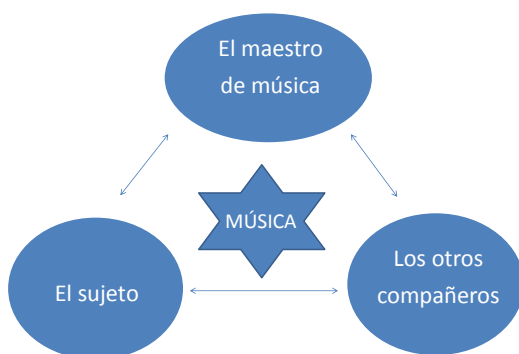 El maestro
de música
MÚSICA
El sujeto
Los otros
compañeros